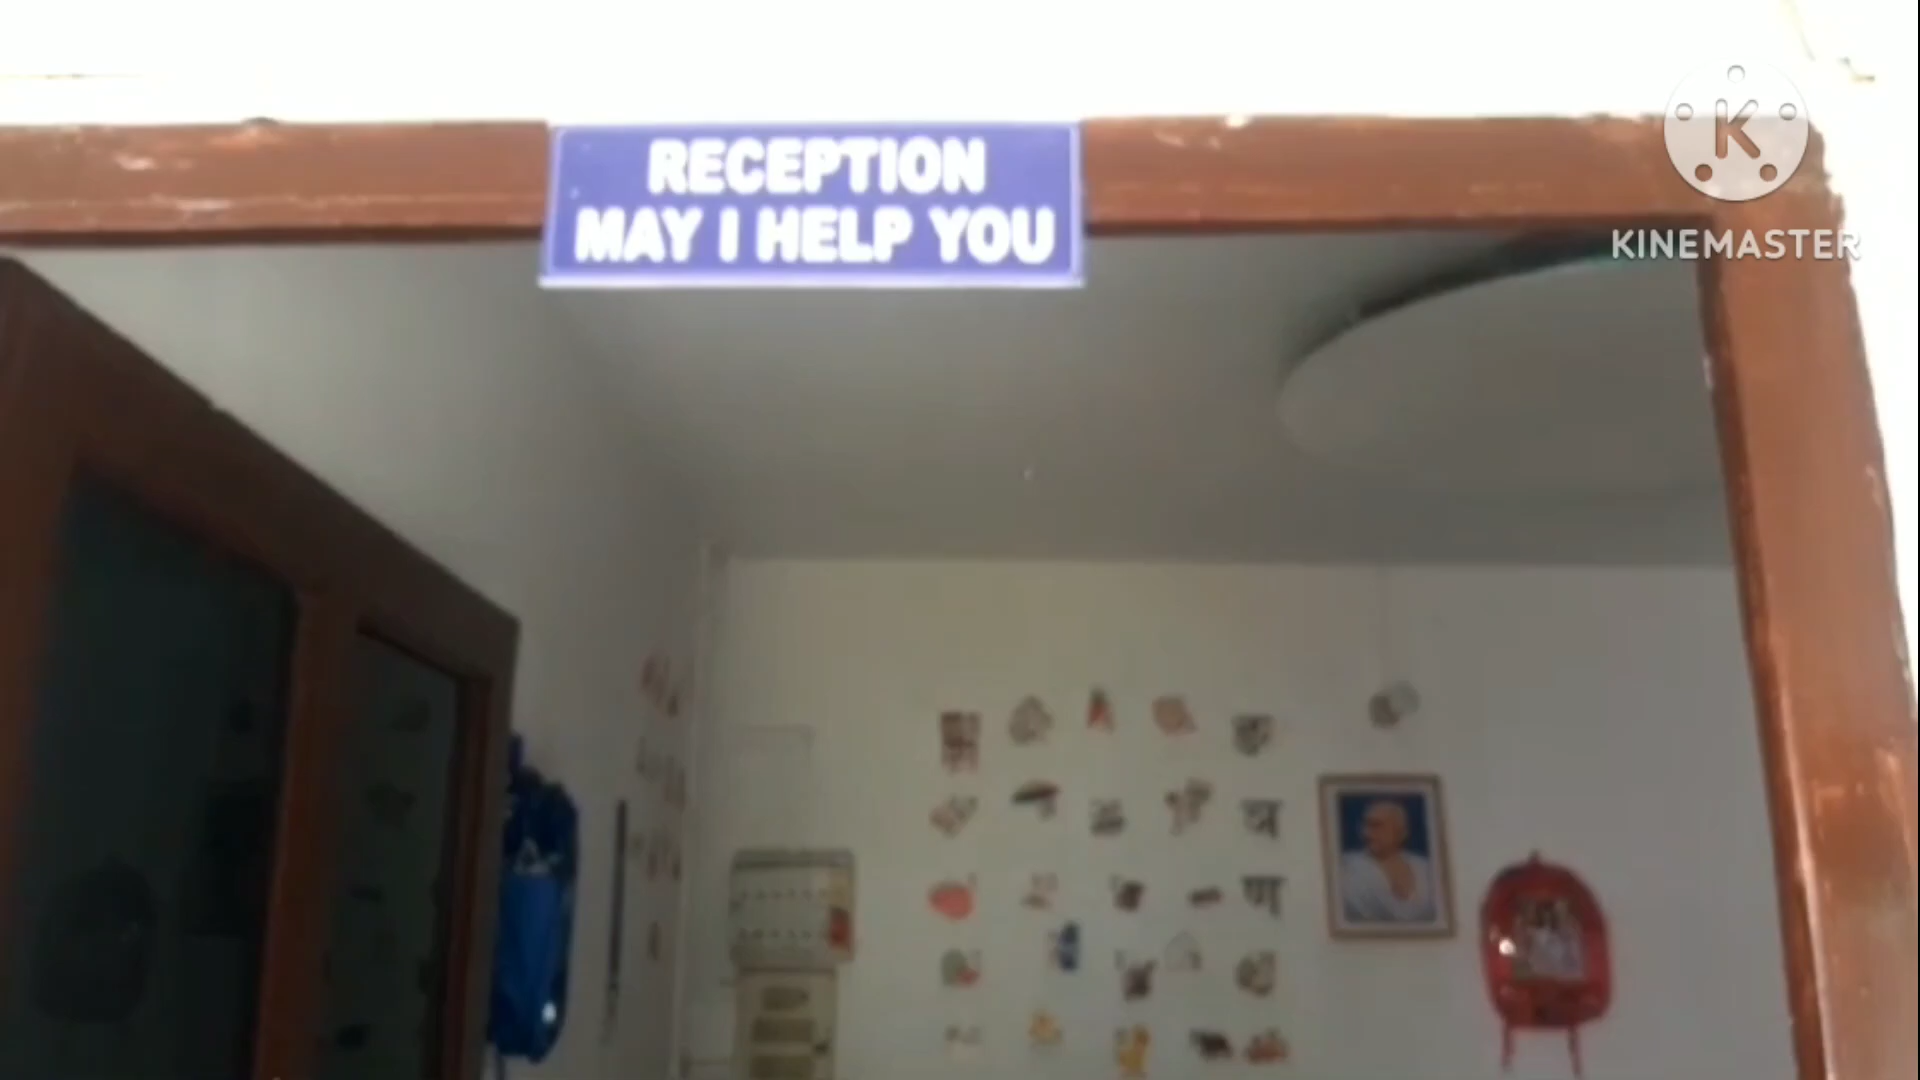 RECEPTION
MAY I HELP YOU
K
KINEMASTER
ङ
ञ
ण